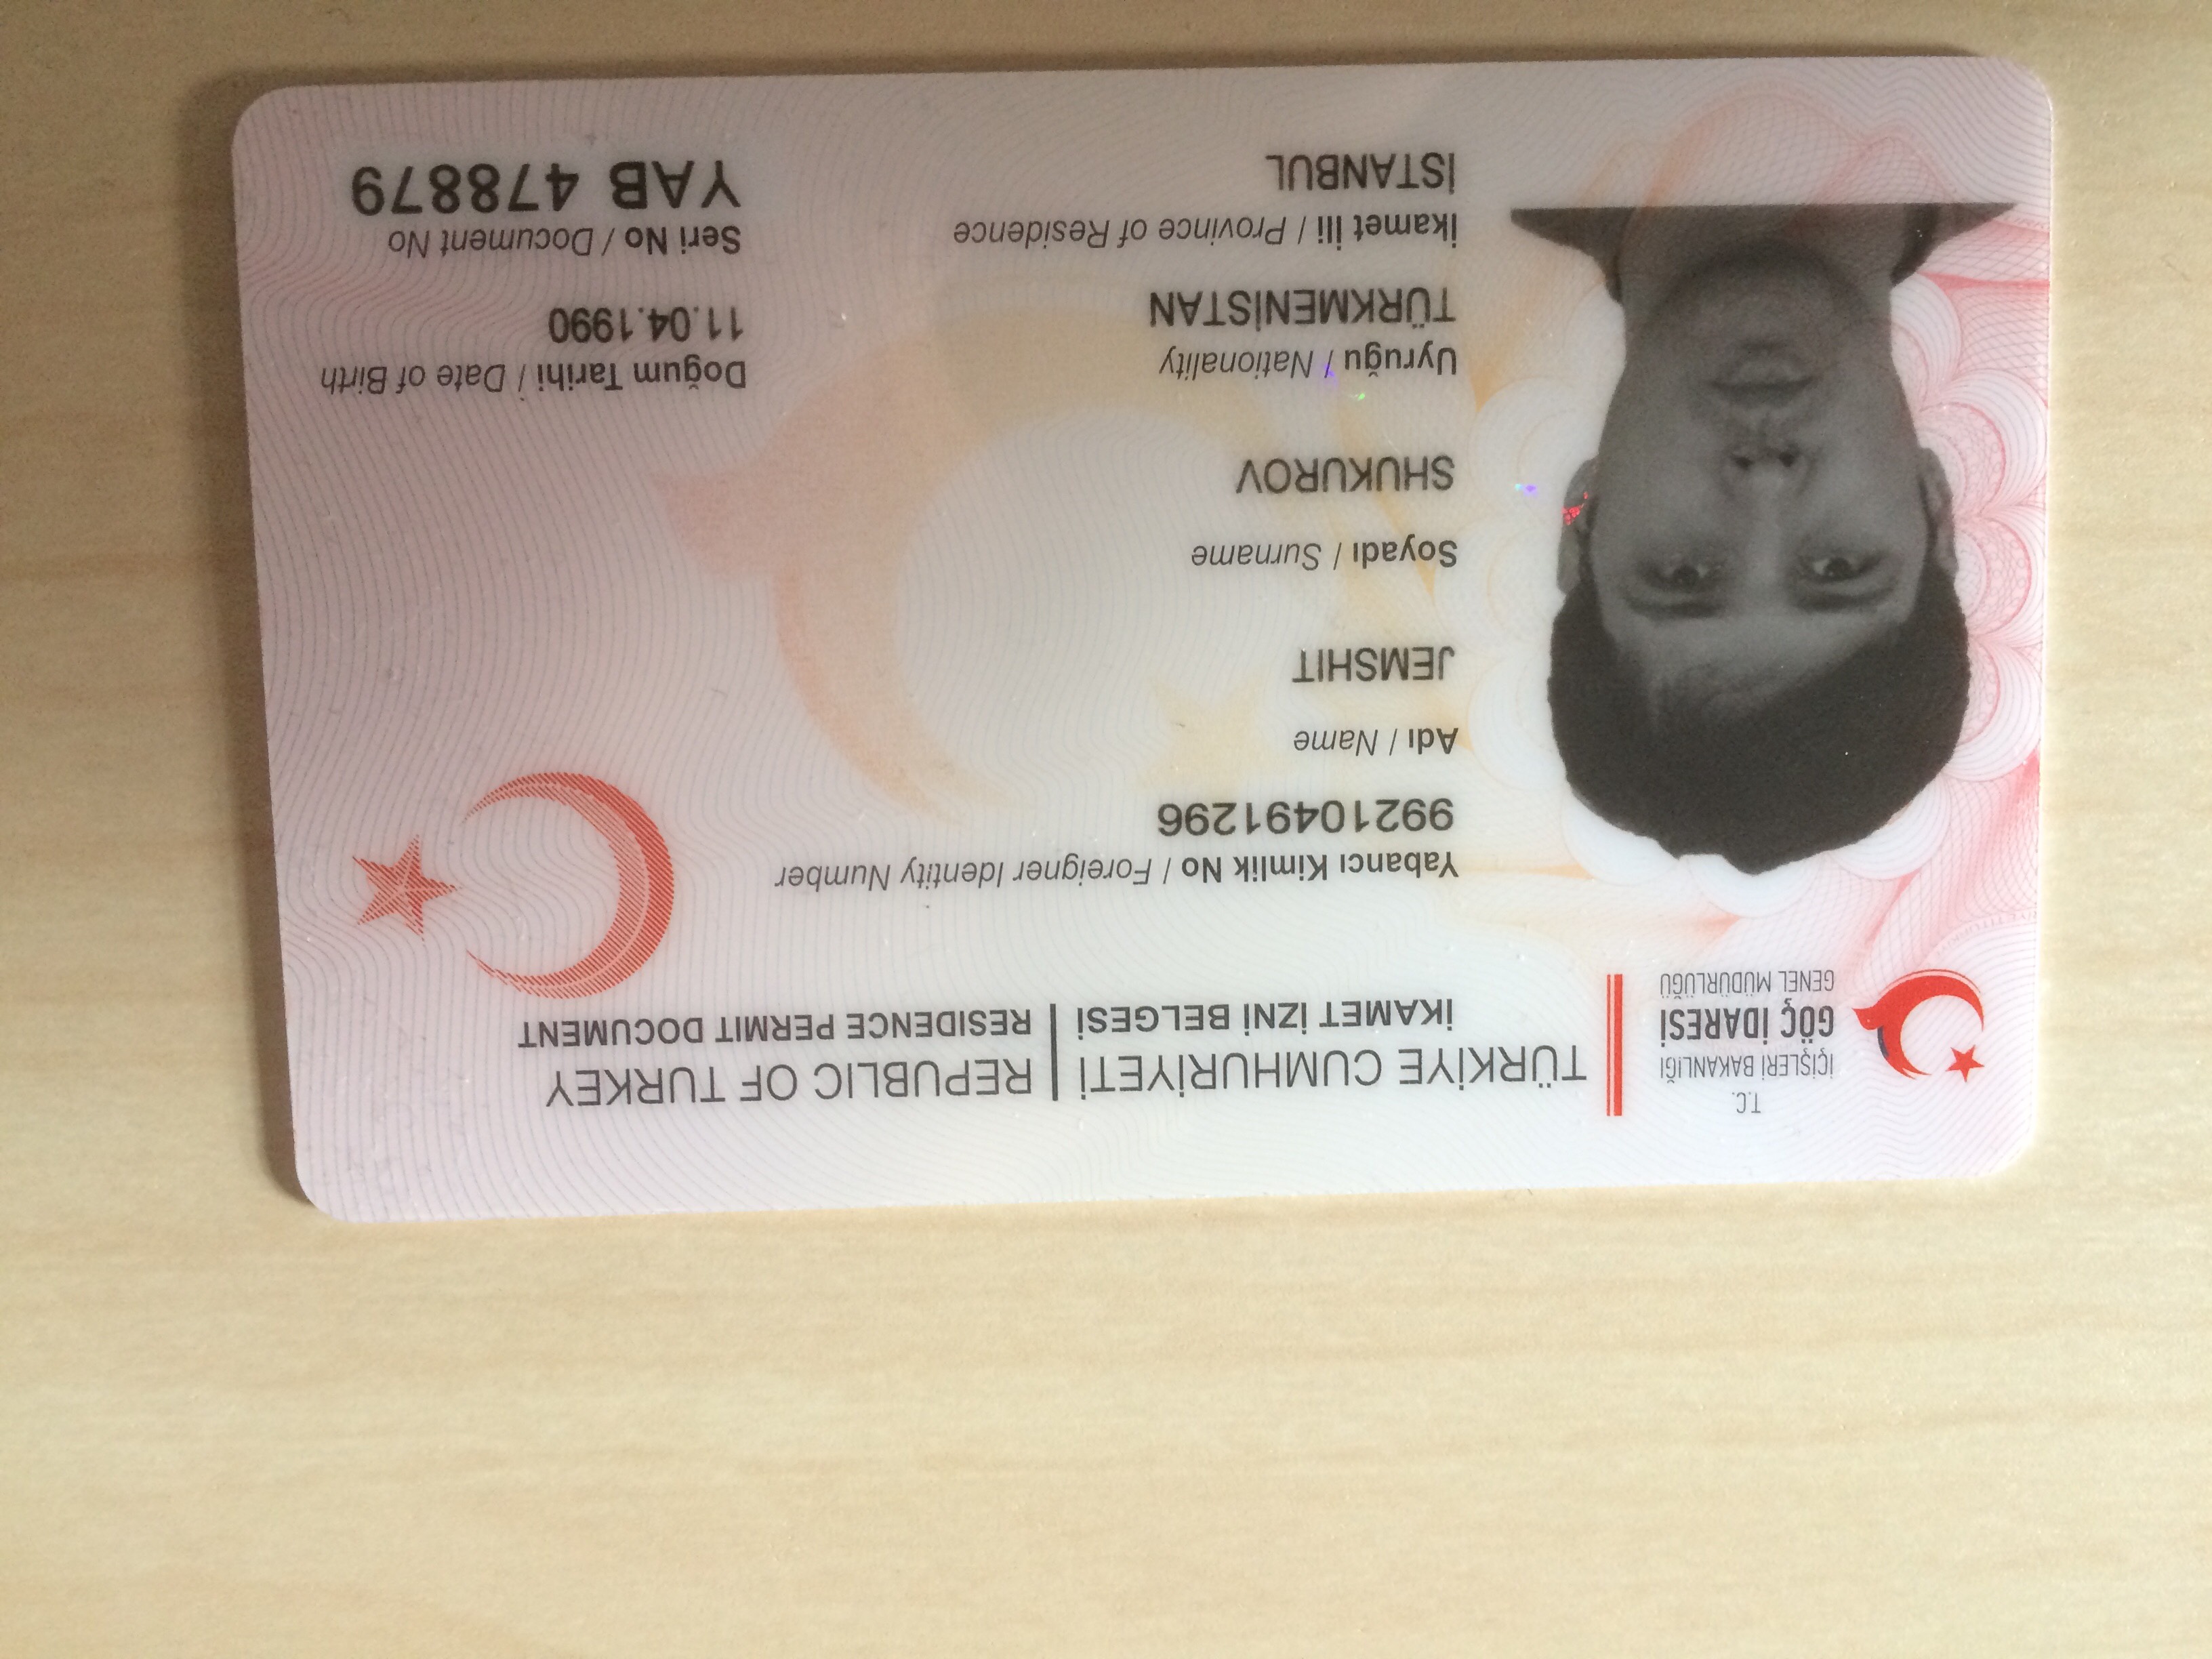 T.C.
İÇİŞLERİ BAKANLIĞI
GÖÇ İDARESİ
GENEL MÜDÜRLÜĞÜ
TÜRKİYE CUMHURİYETİ | REPUBLIC OF TURKEY
İKAMET İZNİ BELGESİ | RESIDENCE PERMIT DOCUMENT
Yabancı Kimlik No / Foreigner Identity Number
99210491296
Adı / Name
JEMSHIT
Soyadı / Surname
SHUKUROV
Uyruğu / Nationality
TÜRKMENİSTAN
Doğum Tarihi / Date of Birth
11.04.1990
İkamet İli / Province of Residence
İSTANBUL
Seri No / Document No
YAB 478879